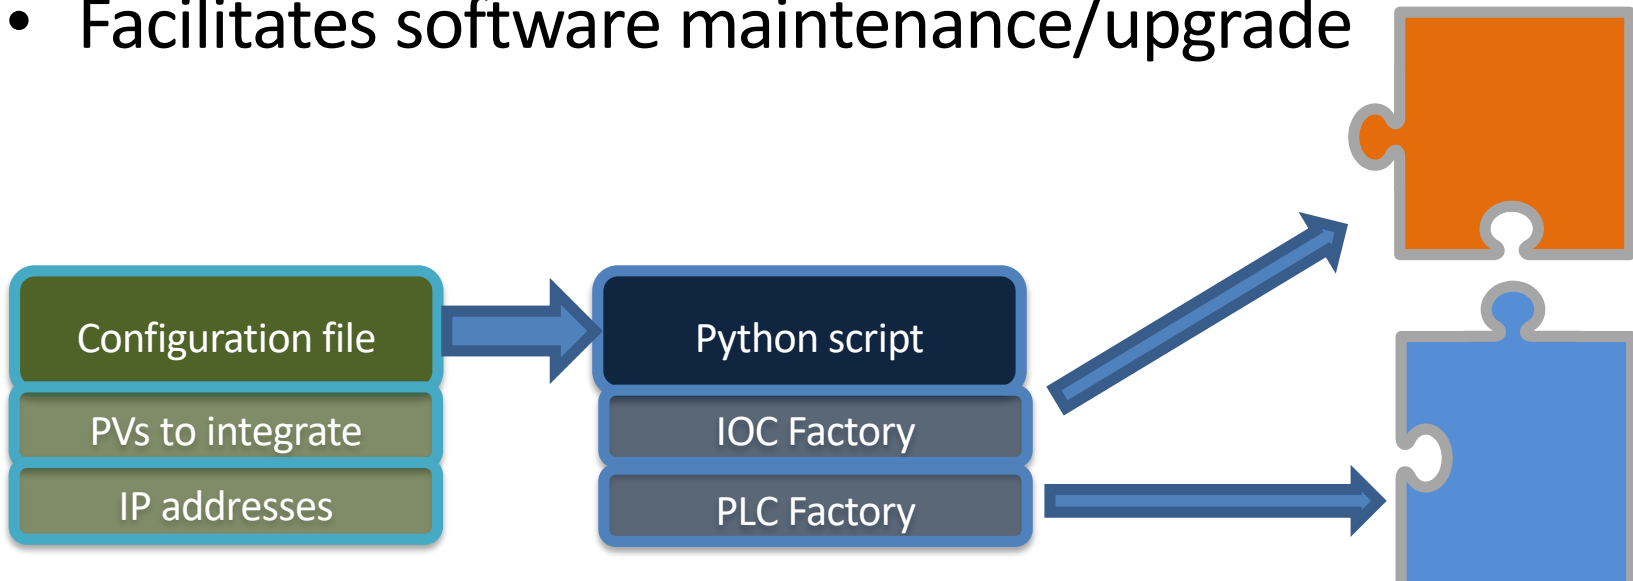 • Facilitates software maintenance/upgrade
Configuration file
PVs to integrate
IP addresses
Python script
IOC Factory
PLC Factory